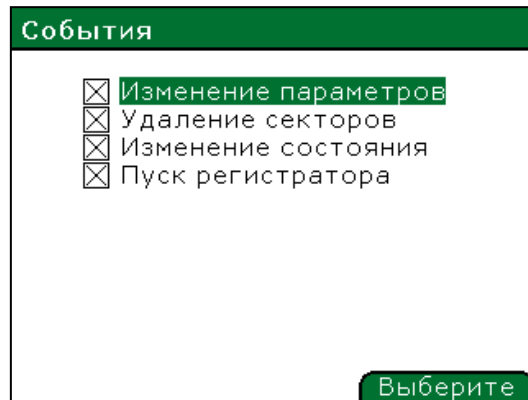 События
Изменение параметров
Удаление секторов
Изменение состояния
Пуск регистратора
Выберите